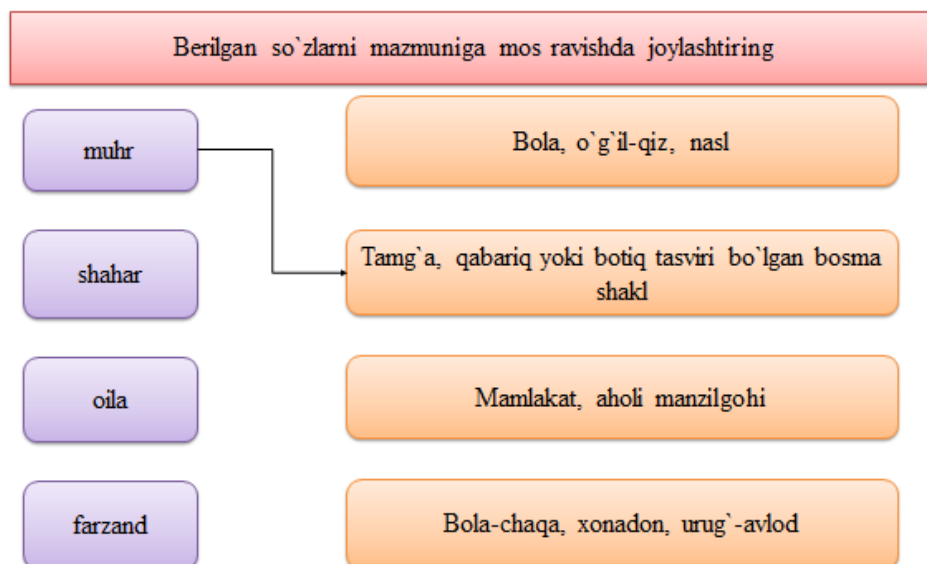 Berilgan so`zlarni mazmuniga mos ravishda joylashtiring
muhr
Bola, o`g`il-qiz, nasl
shahar
Tamg`a, qabariq yoki botiq tasviri bo`lgan bosma
shakl
oila
Mamlakat, aholi manzilgohi
farzand
Bola-chaqa, xonadon, urug`-avlod